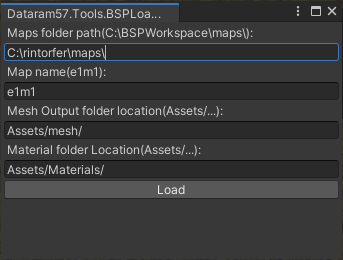 Dataram57.Tools.BSPLoa...
Maps folder path(C:\BSPWorkspace\maps\):
C:\rintorfer\maps\
Map name(e1m1):
e1m1
Mesh Output folder location(Assets/...):
Assets/mesh/
Material folder Location(Assets/...):
Assets/Materials/
Load